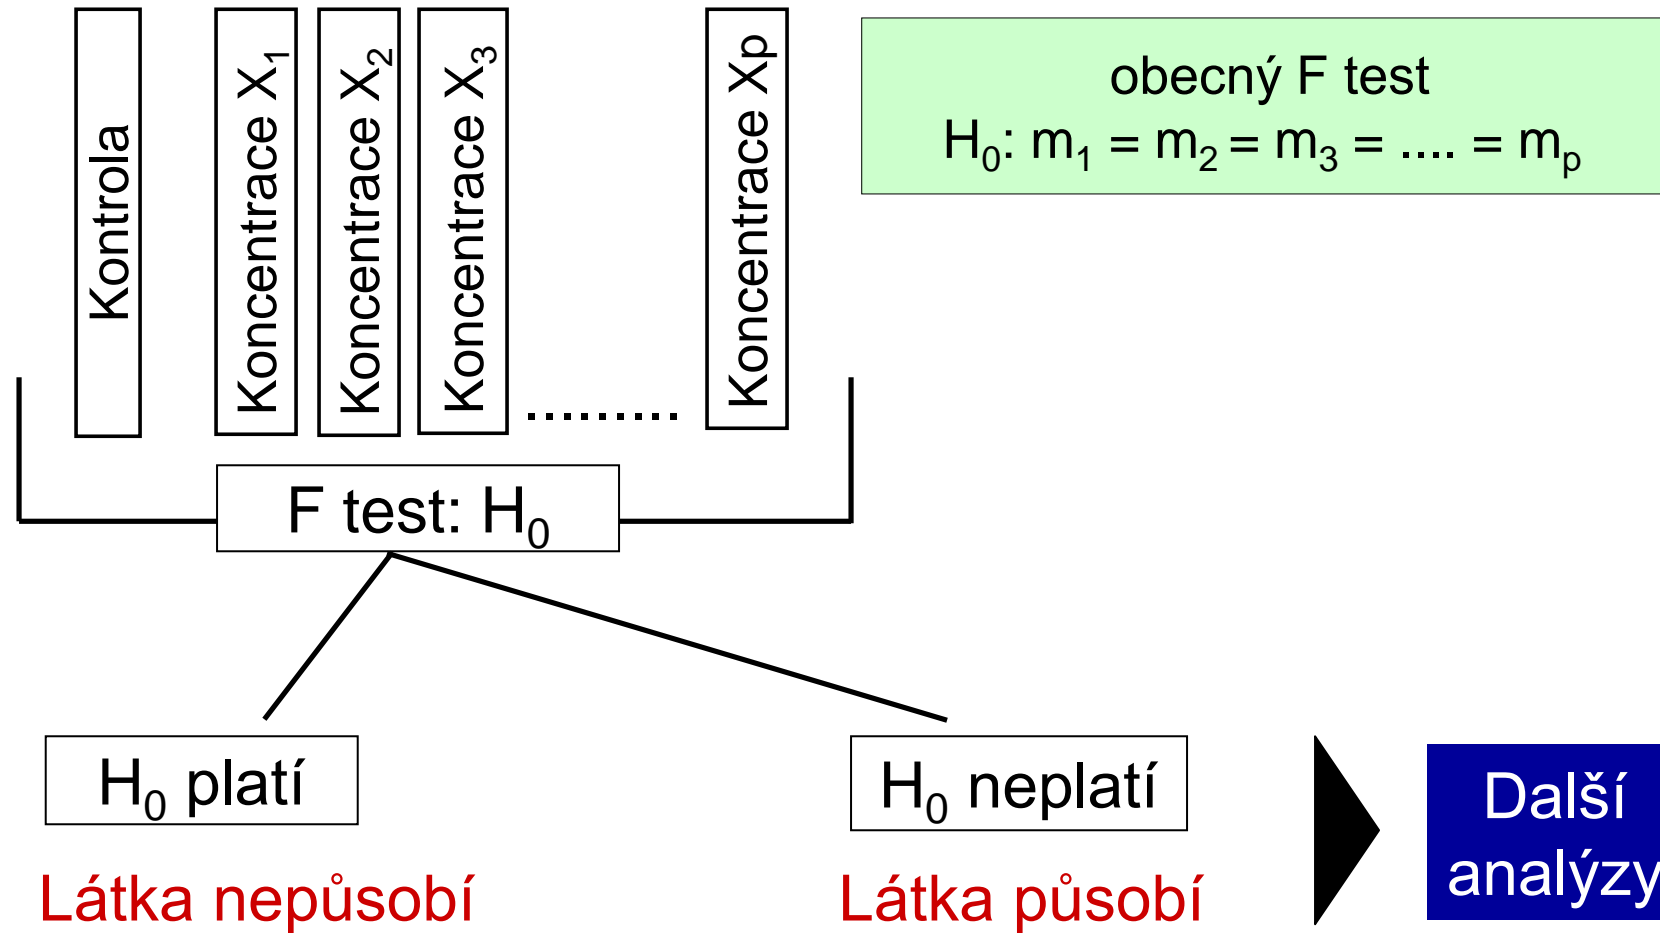 Kontrola
Koncentrace X₁
Koncentrace X₂
Koncentrace X₃
.........
Koncentrace Xp
obecný F test
H₀: m₁ = m₂ = m₃ = .... = mₚ
F test: H₀
H₀ platí
Látka nepůsobí
H₀ neplatí
Látka působí
Další
analýzy